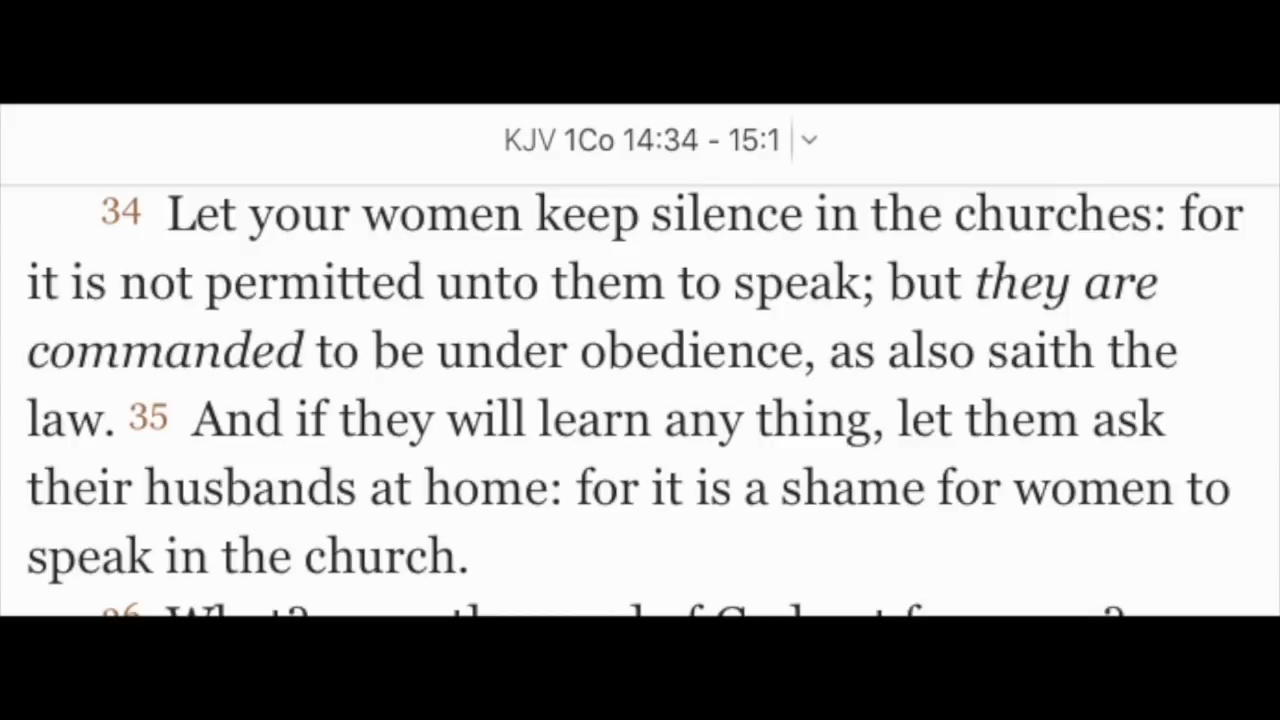 KJV 1Co 14:34 - 15:1
34 Let your women keep silence in the churches: for
it is not permitted unto them to speak; but they are
commanded to be under obedience, as also saith the
law. 35 And if they will learn any thing, let them ask
their husbands at home: for it is a shame for women to
speak in the church.